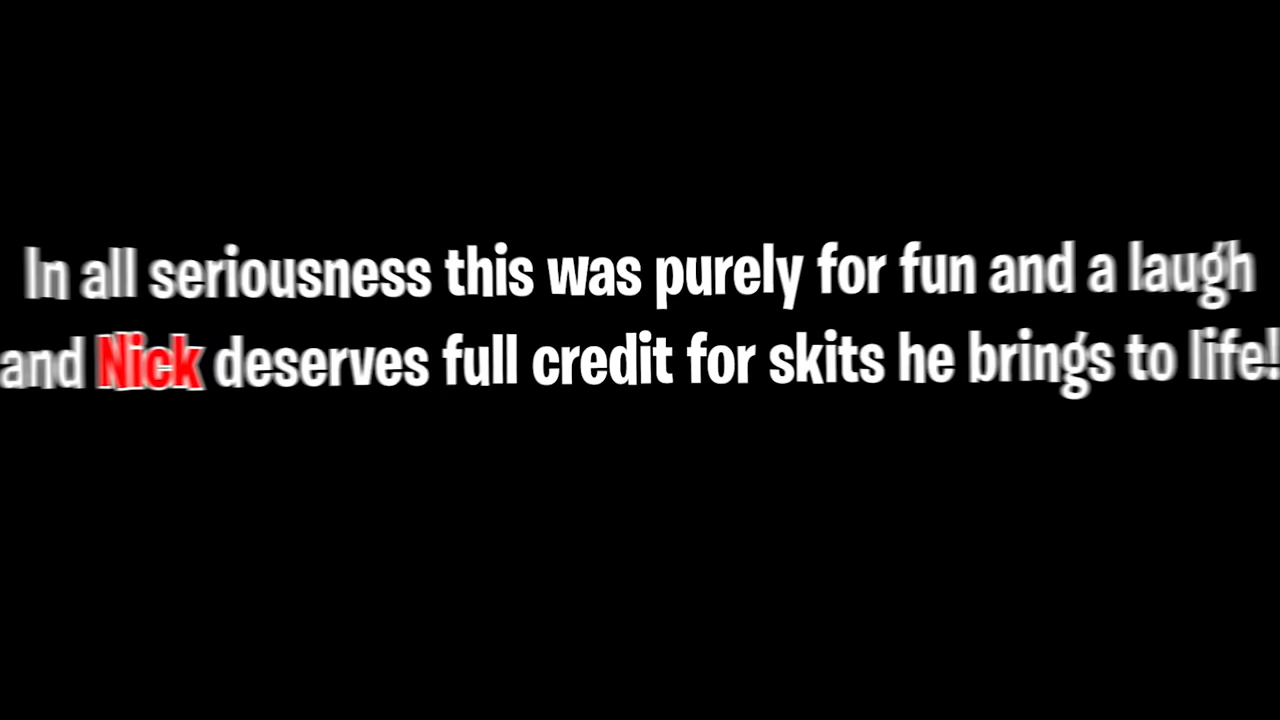 In all seriousness this was purely for fun and a laugh
and Nick deserves full credit for skits he brings to life!